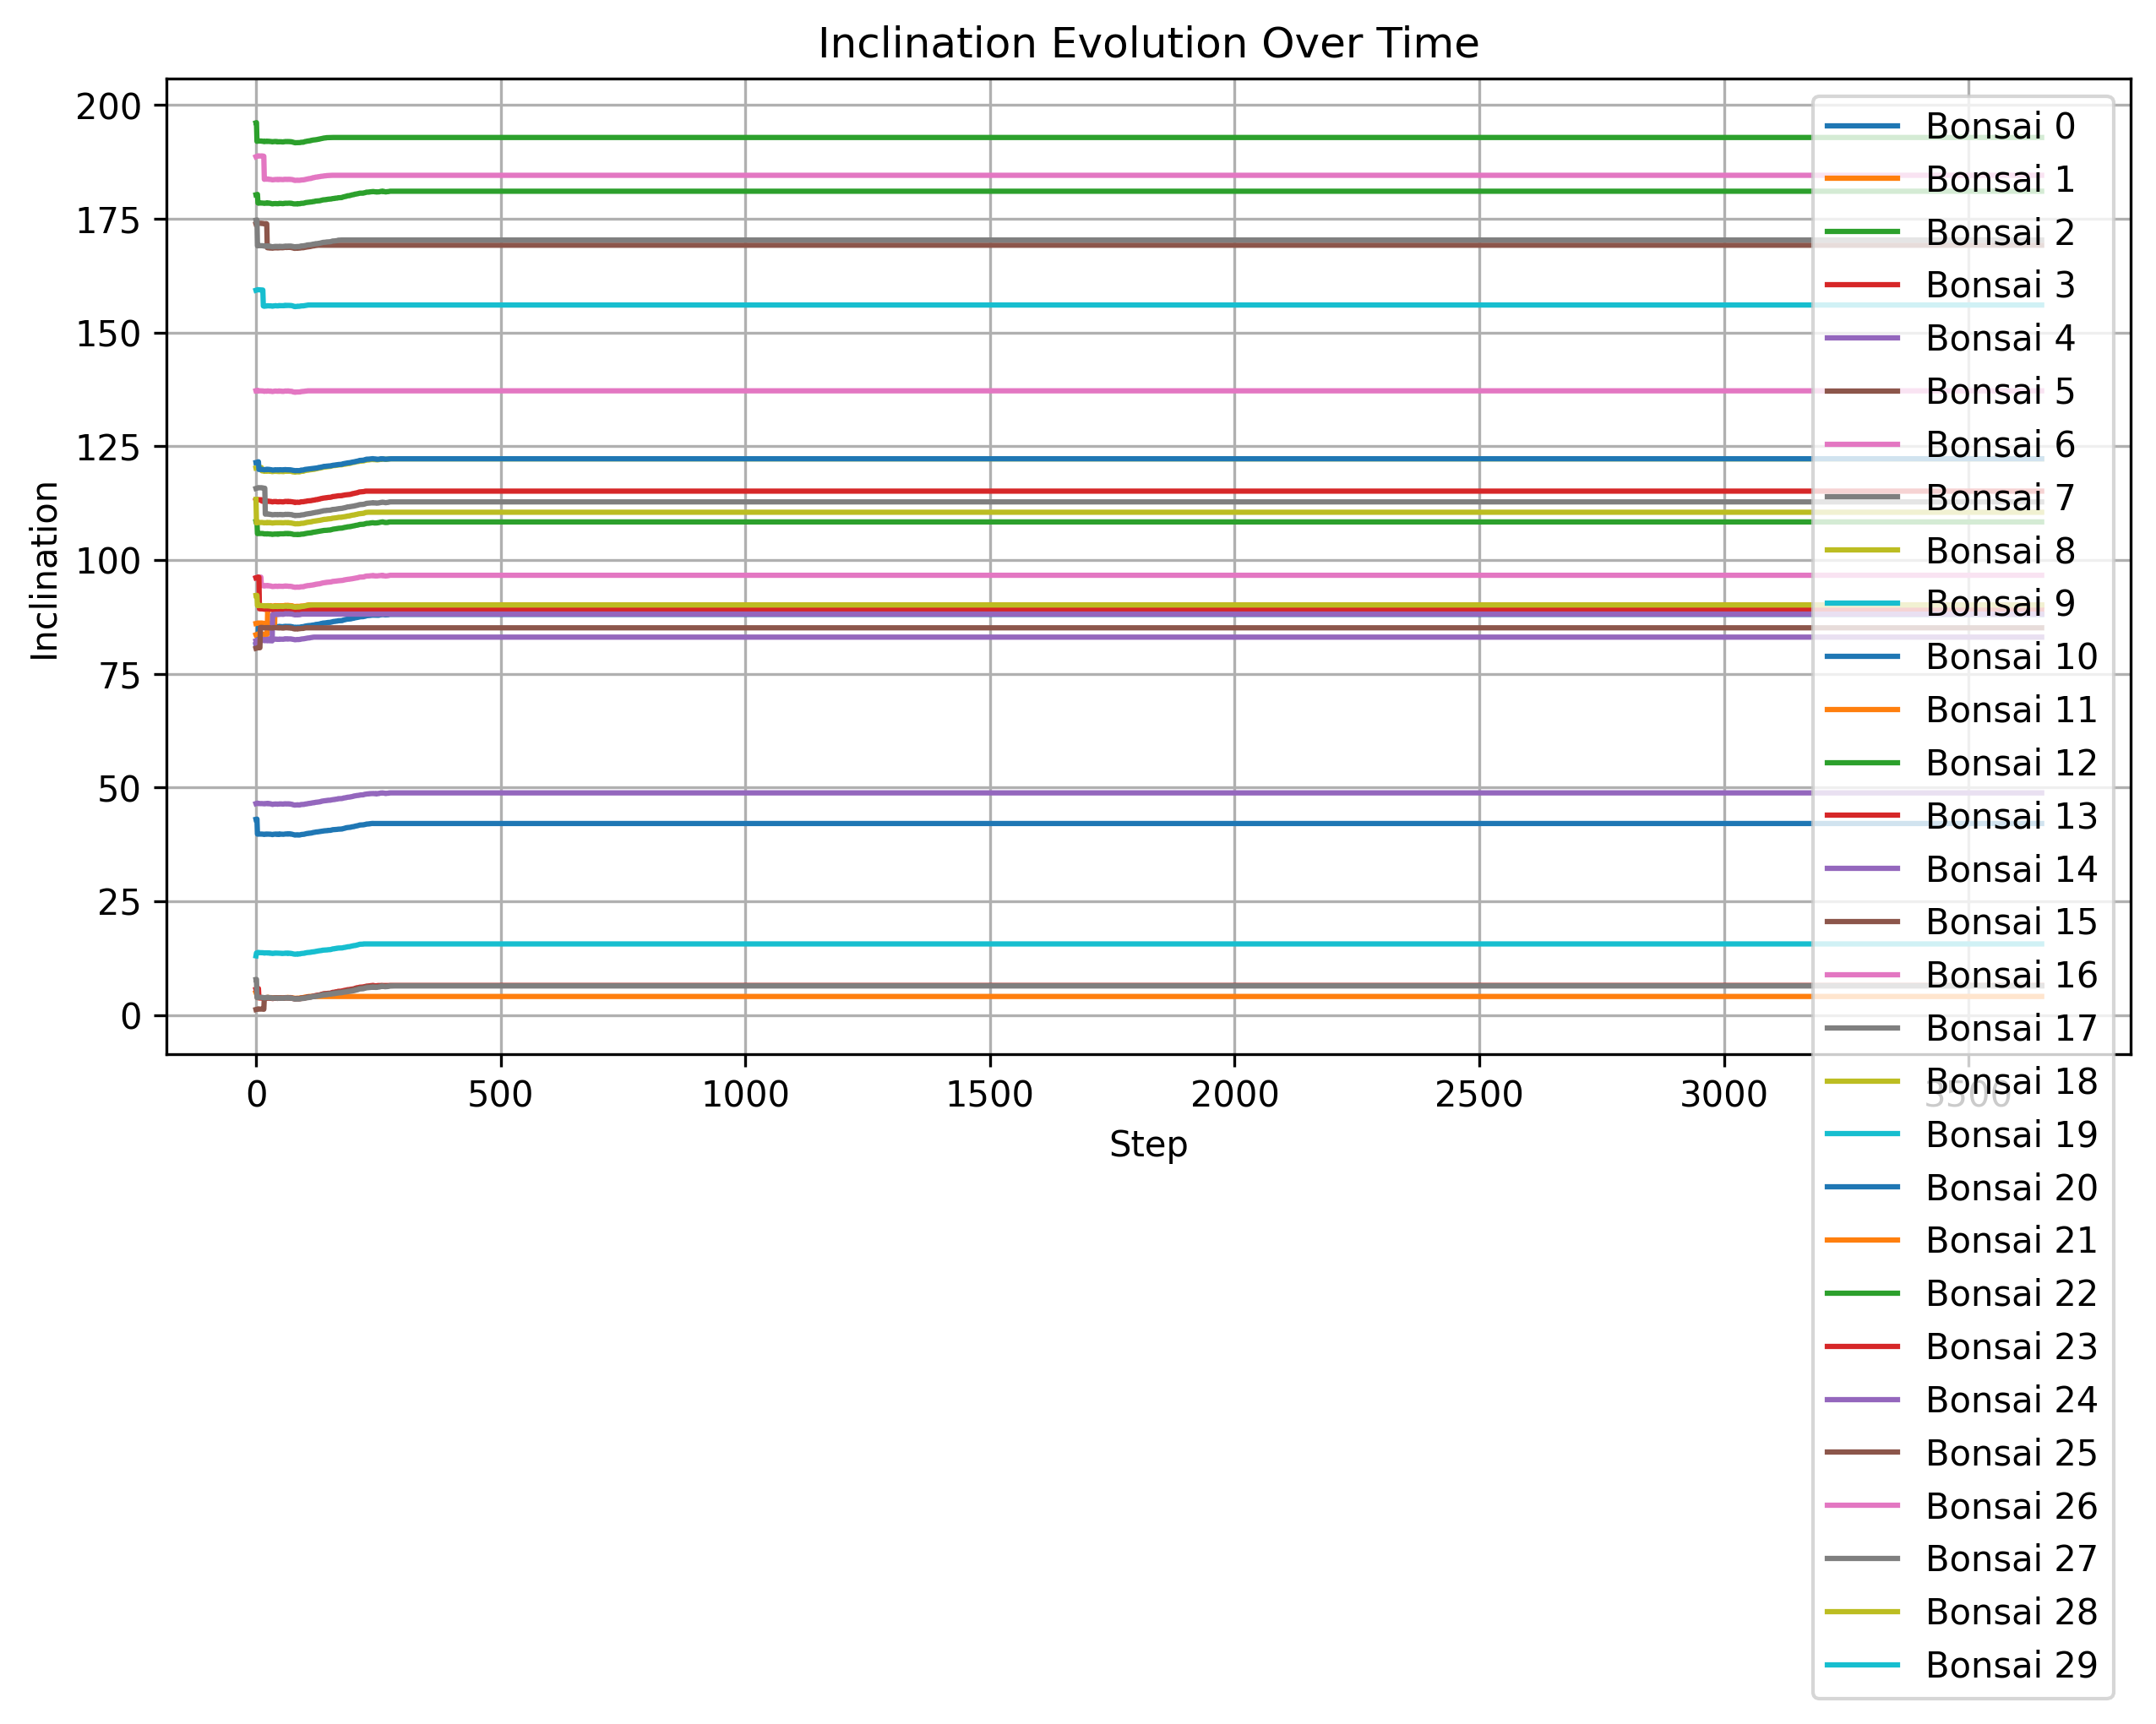 Inclination Evolution Over Time
Inclination
200
175
150
125
100
75
50
25
0
0 500 1000 1500 2000 2500 3000 3500
Step
Bonsai 0
Bonsai 1
Bonsai 2
Bonsai 3
Bonsai 4
Bonsai 5
Bonsai 6
Bonsai 7
Bonsai 8
Bonsai 9
Bonsai 10
Bonsai 11
Bonsai 12
Bonsai 13
Bonsai 14
Bonsai 15
Bonsai 16
Bonsai 17
Bonsai 18
Bonsai 19
Bonsai 20
Bonsai 21
Bonsai 22
Bonsai 23
Bonsai 24
Bonsai 25
Bonsai 26
Bonsai 27
Bonsai 28
Bonsai 29